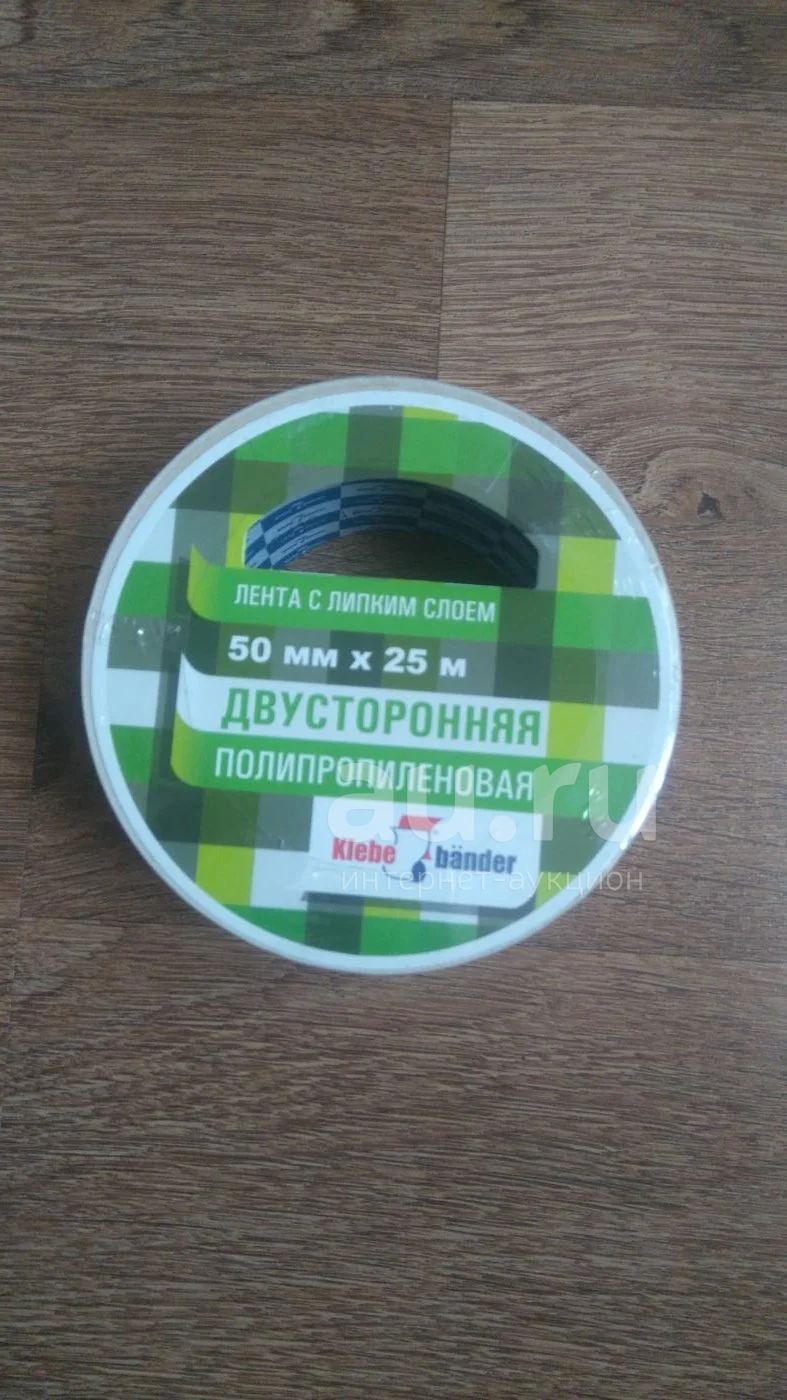 ЛЕНТА С ЛИПКИМ СЛОЕМ
50 мм х 25 м
ДВУСТОРОННЯЯ
ПОЛИПРОПИЛЕНОВАЯ
au.ru
Klebe bänder
интернет-аукцион